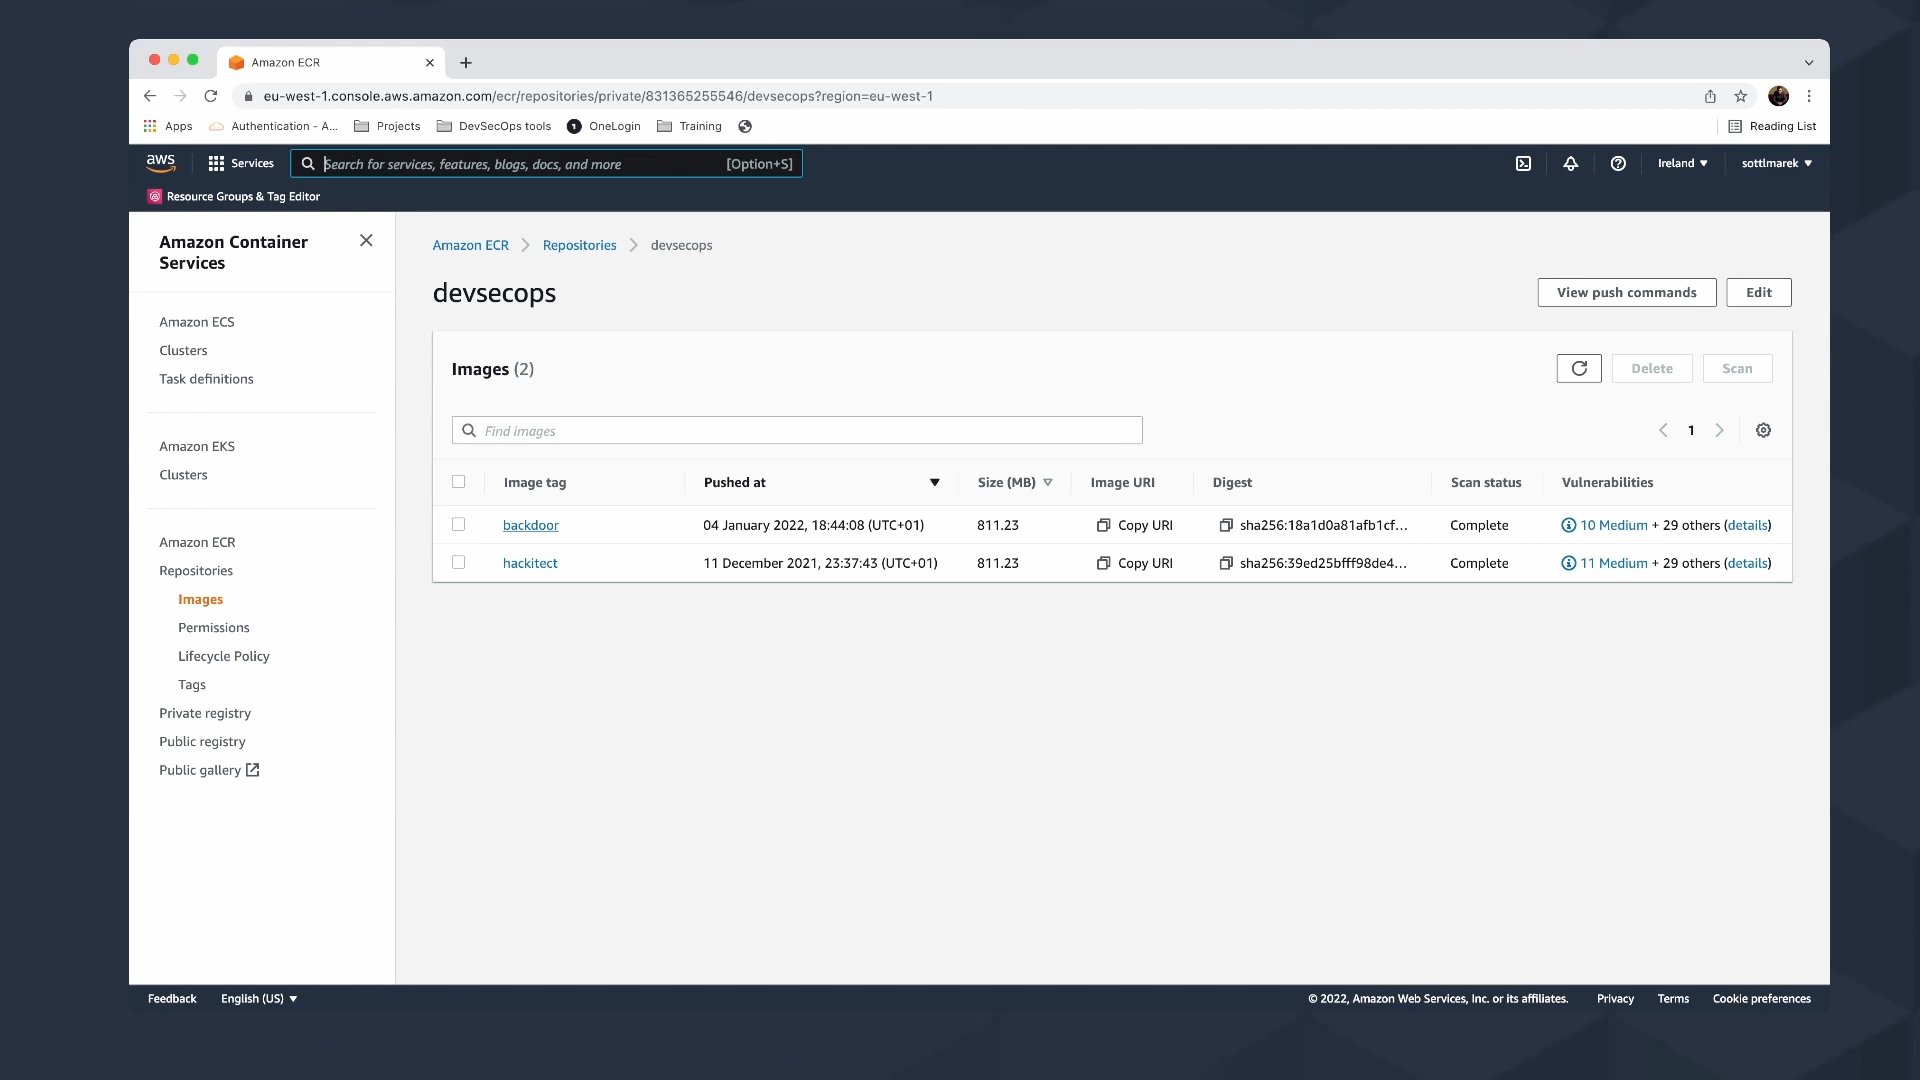 Amazon ECR
eu-west-1.console.aws.amazon.com/ecr/repositories/private/831365255546/devsecops?region=eu-west-1
Apps Authentication - A... Projects DevSecOps tools OneLogin Training Reading List
aws Services Search for services, features, blogs, docs, and more [Option+S] Ireland sottlmarek
Resource Groups & Tag Editor
Amazon Container
Services
Amazon ECS
Clusters
Task definitions
Amazon EKS
Clusters
Amazon ECR
Repositories
Images
Permissions
Lifecycle Policy
Tags
Private registry
Public registry
Public gallery
Amazon ECR Repositories devsecops
devsecops
View push commands Edit
Images (2)
Delete Scan
Find images
1
Image tag Pushed at Size (MB) Image URI Digest Scan status Vulnerabilities
backdoor 04 January 2022, 18:44:08 (UTC+01) 811.23 Copy URI sha256:18a1d0a81afb1cf... Complete 10 Medium + 29 others (details)
hackitect 11 December 2021, 23:37:43 (UTC+01) 811.23 Copy URI sha256:39ed25bfff98de4... Complete 11 Medium + 29 others (details)
Feedback English (US) © 2022, Amazon Web Services, Inc. or its affiliates. Privacy Terms Cookie preferences